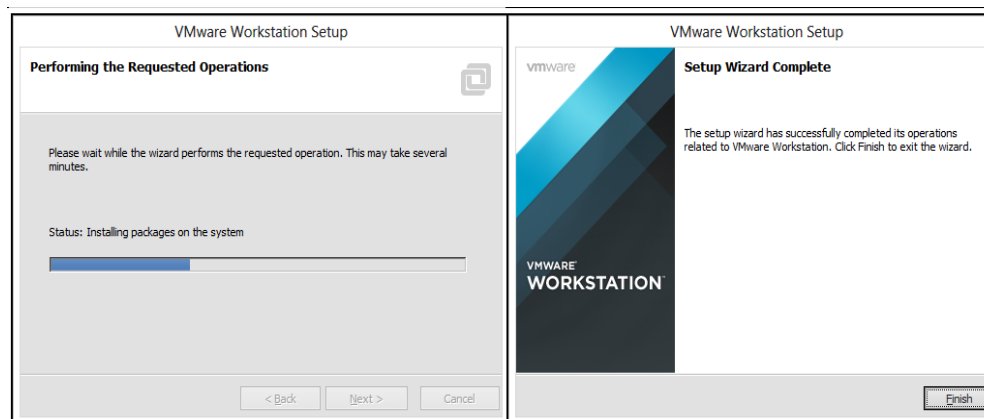 VMware Workstation Setup
Performing the Requested Operations
Please wait while the wizard performs the requested operation. This may take several
minutes.
Status: Installing packages on the system
< Back
Next >
Cancel
VMware Workstation Setup
vmware
Setup Wizard Complete
The setup wizard has successfully completed its operations
related to VMware Workstation. Click Finish to exit the wizard.
VMWARE
WORKSTATION
Finish